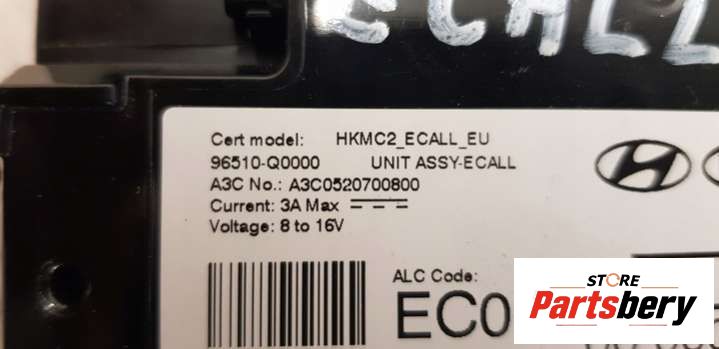 ECALL
Cert model: HKMC2_ECALL_EU
96510-Q0000 UNIT ASSY-ECALL
A3C No.: A3C0520700800
Current: 3A Max
Voltage: 8 to 16V
ALC Code:
EC0
STORE
Partsbery